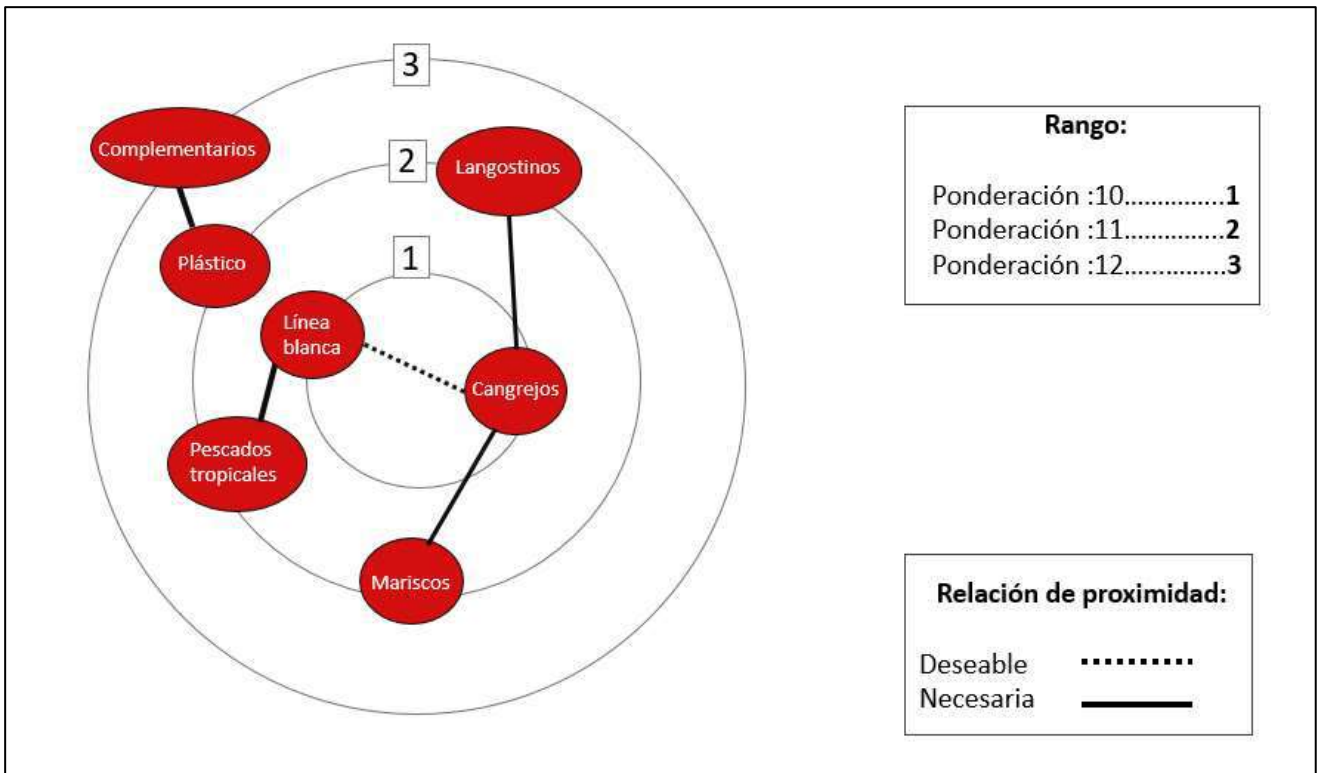 3
Complementarios
2
Langostinos
Plástico
1
Línea
blanca
Cangrejos
Pescados
tropicales
Mariscos
Rango:
Ponderación :10...............1
Ponderación :11...............2
Ponderación :12...............3
Relación de proximidad:
Deseable
Necesaria